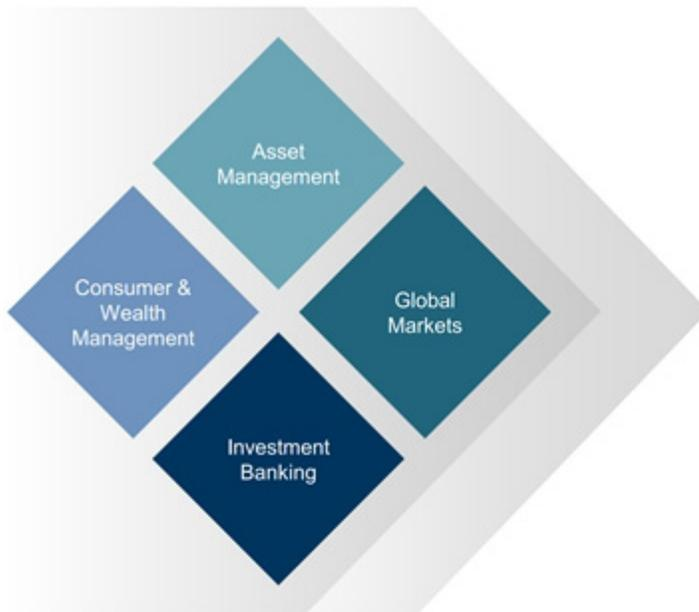 Asset
Management
Consumer &
Wealth
Management
Global
Markets
Investment
Banking